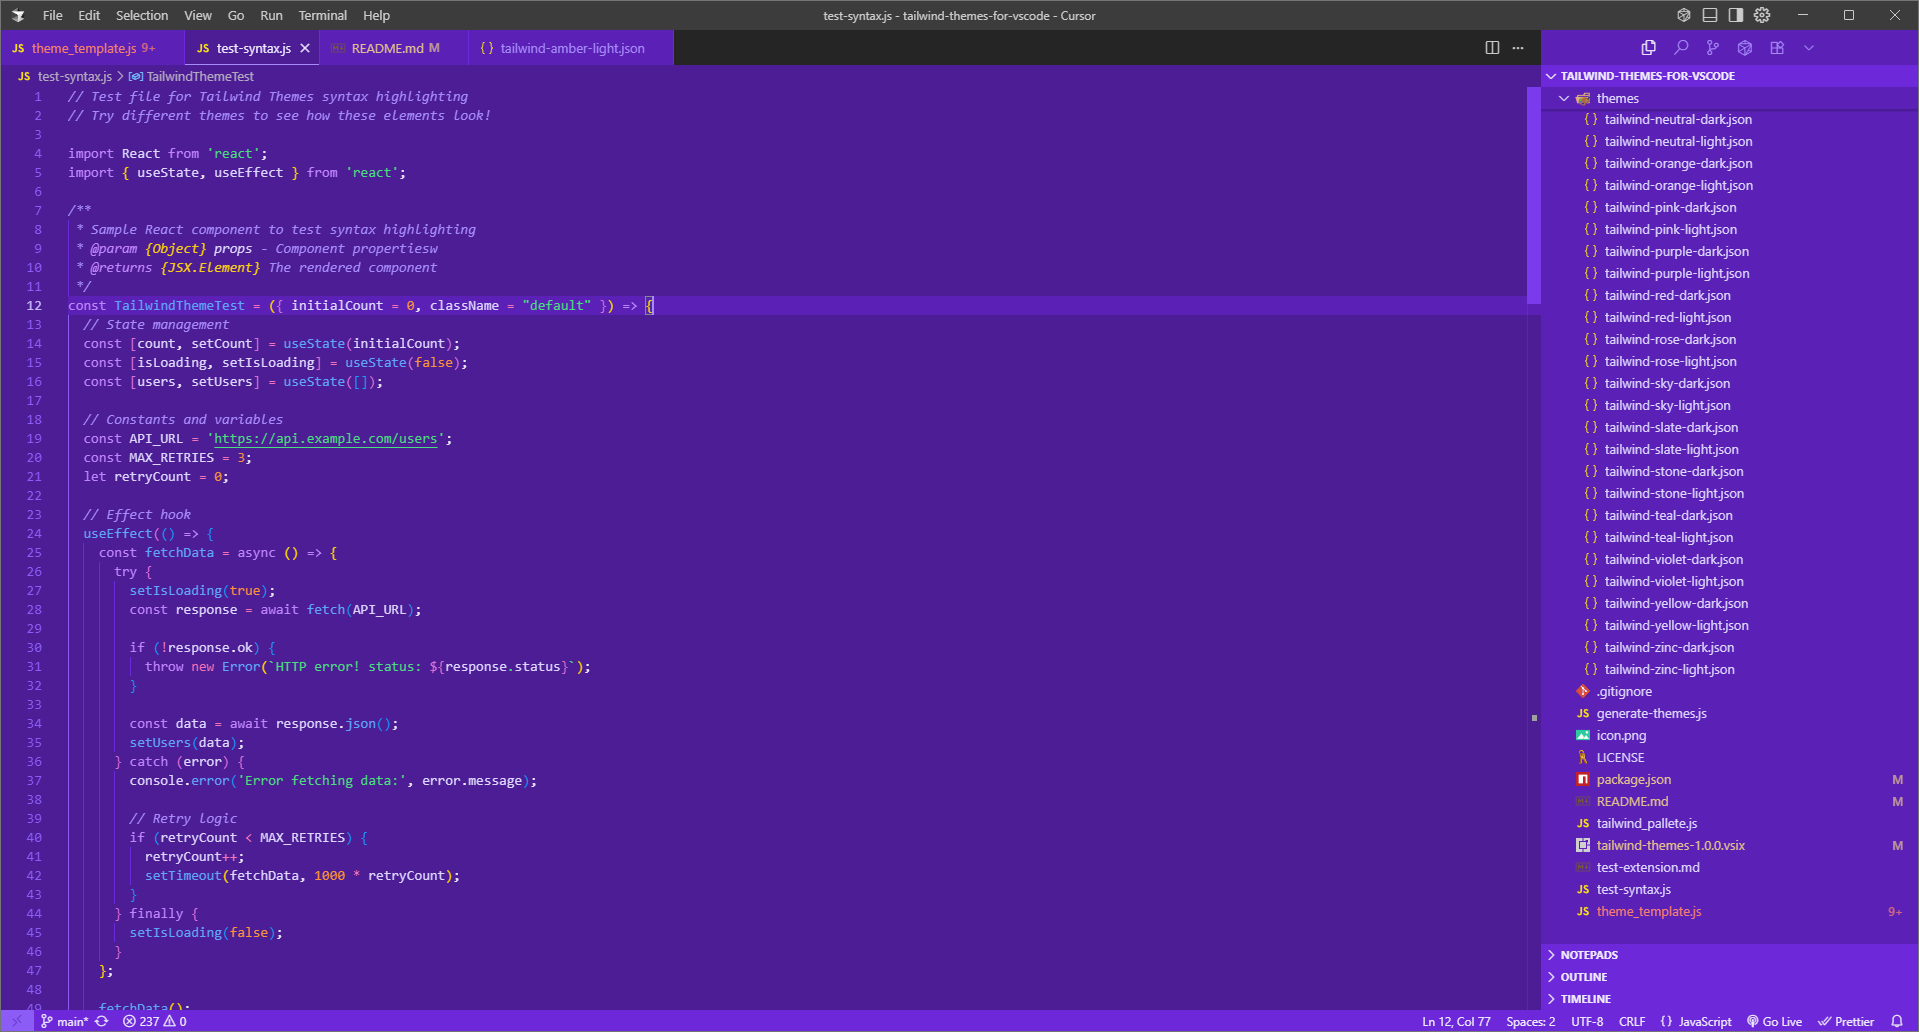 File Edit Selection View Go Run Terminal Help
test-syntax.js - tailwind-themes-for-vscode - Cursor
JS theme_template.js 9+
JS test-syntax.js
README.md M
{} tailwind-amber-light.json
JS test-syntax.js > TailwindThemeTest
1 // Test file for Tailwind Themes syntax highlighting
2 // Try different themes to see how these elements look!
3
4 import React from 'react';
5 import { useState, useEffect } from 'react';
6
7 /**
8 * Sample React component to test syntax highlighting
9 * @param {Object} props - Component propertiesw
10 * @returns {JSX.Element} The rendered component
11 */
12 const TailwindThemeTest = ({ initialCount = 0, className = "default" }) => {
13 // State management
14 const [count, setCount] = useState(initialCount);
15 const [isLoading, setIsLoading] = useState(false);
16 const [users, setUsers] = useState([]);
17
18 // Constants and variables
19 const API_URL = 'https://api.example.com/users';
20 const MAX_RETRIES = 3;
21 let retryCount = 0;
22
23 // Effect hook
24 useEffect(() => {
25 const fetchData = async () => {
26 try {
27 setIsLoading(true);
28 const response = await fetch(API_URL);
29
30 if (!response.ok) {
31 throw new Error(`HTTP error! status: ${response.status}`);
32 }
33
34 const data = await response.json();
35 setUsers(data);
36 } catch (error) {
37 console.error('Error fetching data:', error.message);
38
39 // Retry logic
40 if (retryCount < MAX_RETRIES) {
41 retryCount++;
42 setTimeout(fetchData, 1000 * retryCount);
43 }
44 } finally {
45 setIsLoading(false);
46 }
47 };
48
49 fetchData();
TAILWIND-THEMES-FOR-VSCODE
themes
{} tailwind-neutral-dark.json
{} tailwind-neutral-light.json
{} tailwind-orange-dark.json
{} tailwind-orange-light.json
{} tailwind-pink-dark.json
{} tailwind-pink-light.json
{} tailwind-purple-dark.json
{} tailwind-purple-light.json
{} tailwind-red-dark.json
{} tailwind-red-light.json
{} tailwind-rose-dark.json
{} tailwind-rose-light.json
{} tailwind-sky-dark.json
{} tailwind-sky-light.json
{} tailwind-slate-dark.json
{} tailwind-slate-light.json
{} tailwind-stone-dark.json
{} tailwind-stone-light.json
{} tailwind-teal-dark.json
{} tailwind-teal-light.json
{} tailwind-violet-dark.json
{} tailwind-violet-light.json
{} tailwind-yellow-dark.json
{} tailwind-yellow-light.json
{} tailwind-zinc-dark.json
{} tailwind-zinc-light.json
.gitignore
JS generate-themes.js
icon.png
LICENSE
package.json M
README.md M
JS tailwind_pallete.js
tailwind-themes-1.0.0.vsix M
test-extension.md
JS test-syntax.js
JS theme_template.js 9+
NOTEPADS
OUTLINE
TIMELINE
main* 237 0
Ln 12, Col 77 Spaces: 2 UTF-8 CRLF {} JavaScript Go Live Prettier